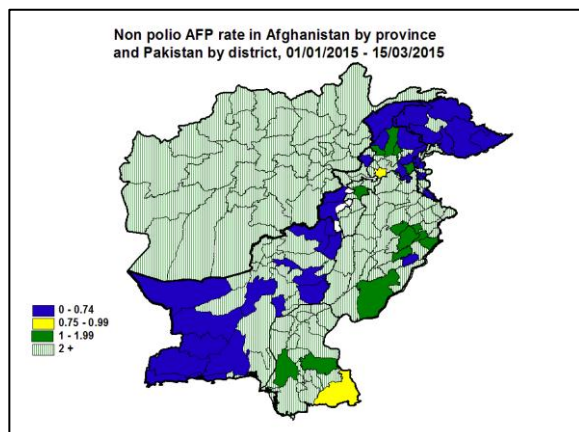 Non polio AFP rate in Afghanistan by province
and Pakistan by district, 01/01/2015 - 15/03/2015
0 - 0.74
0.75 - 0.99
1 - 1.99
2 +